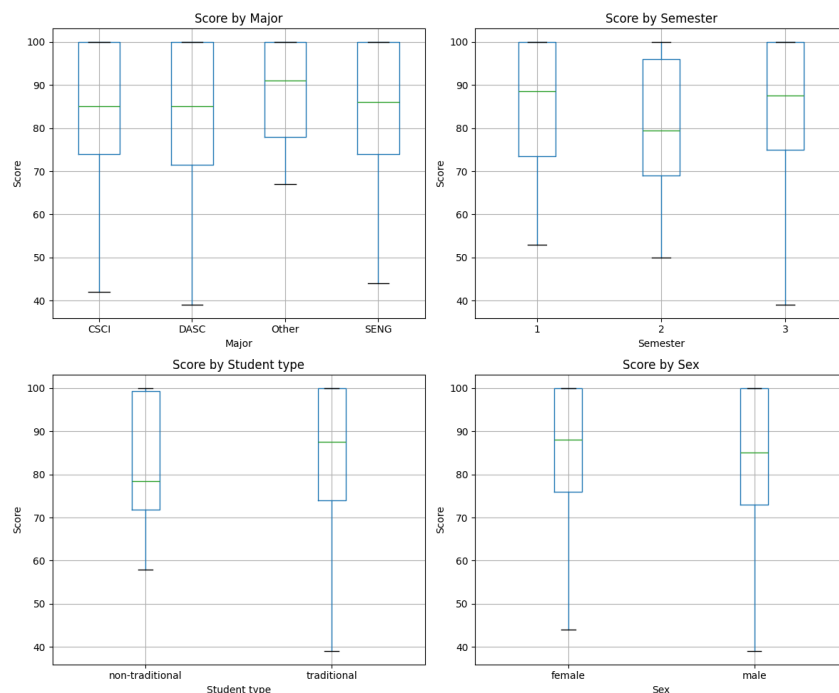 Score by Major
Score
100
90
80
70
60
50
40
CSCI
DASC
Other
SENG
Major
Score by Semester
Score
100
90
80
70
60
50
40
1
2
3
Semester
Score by Student type
Score
100
90
80
70
60
50
40
non-traditional
traditional
Student type
Score by Sex
Score
100
90
80
70
60
50
40
female
male
Sex